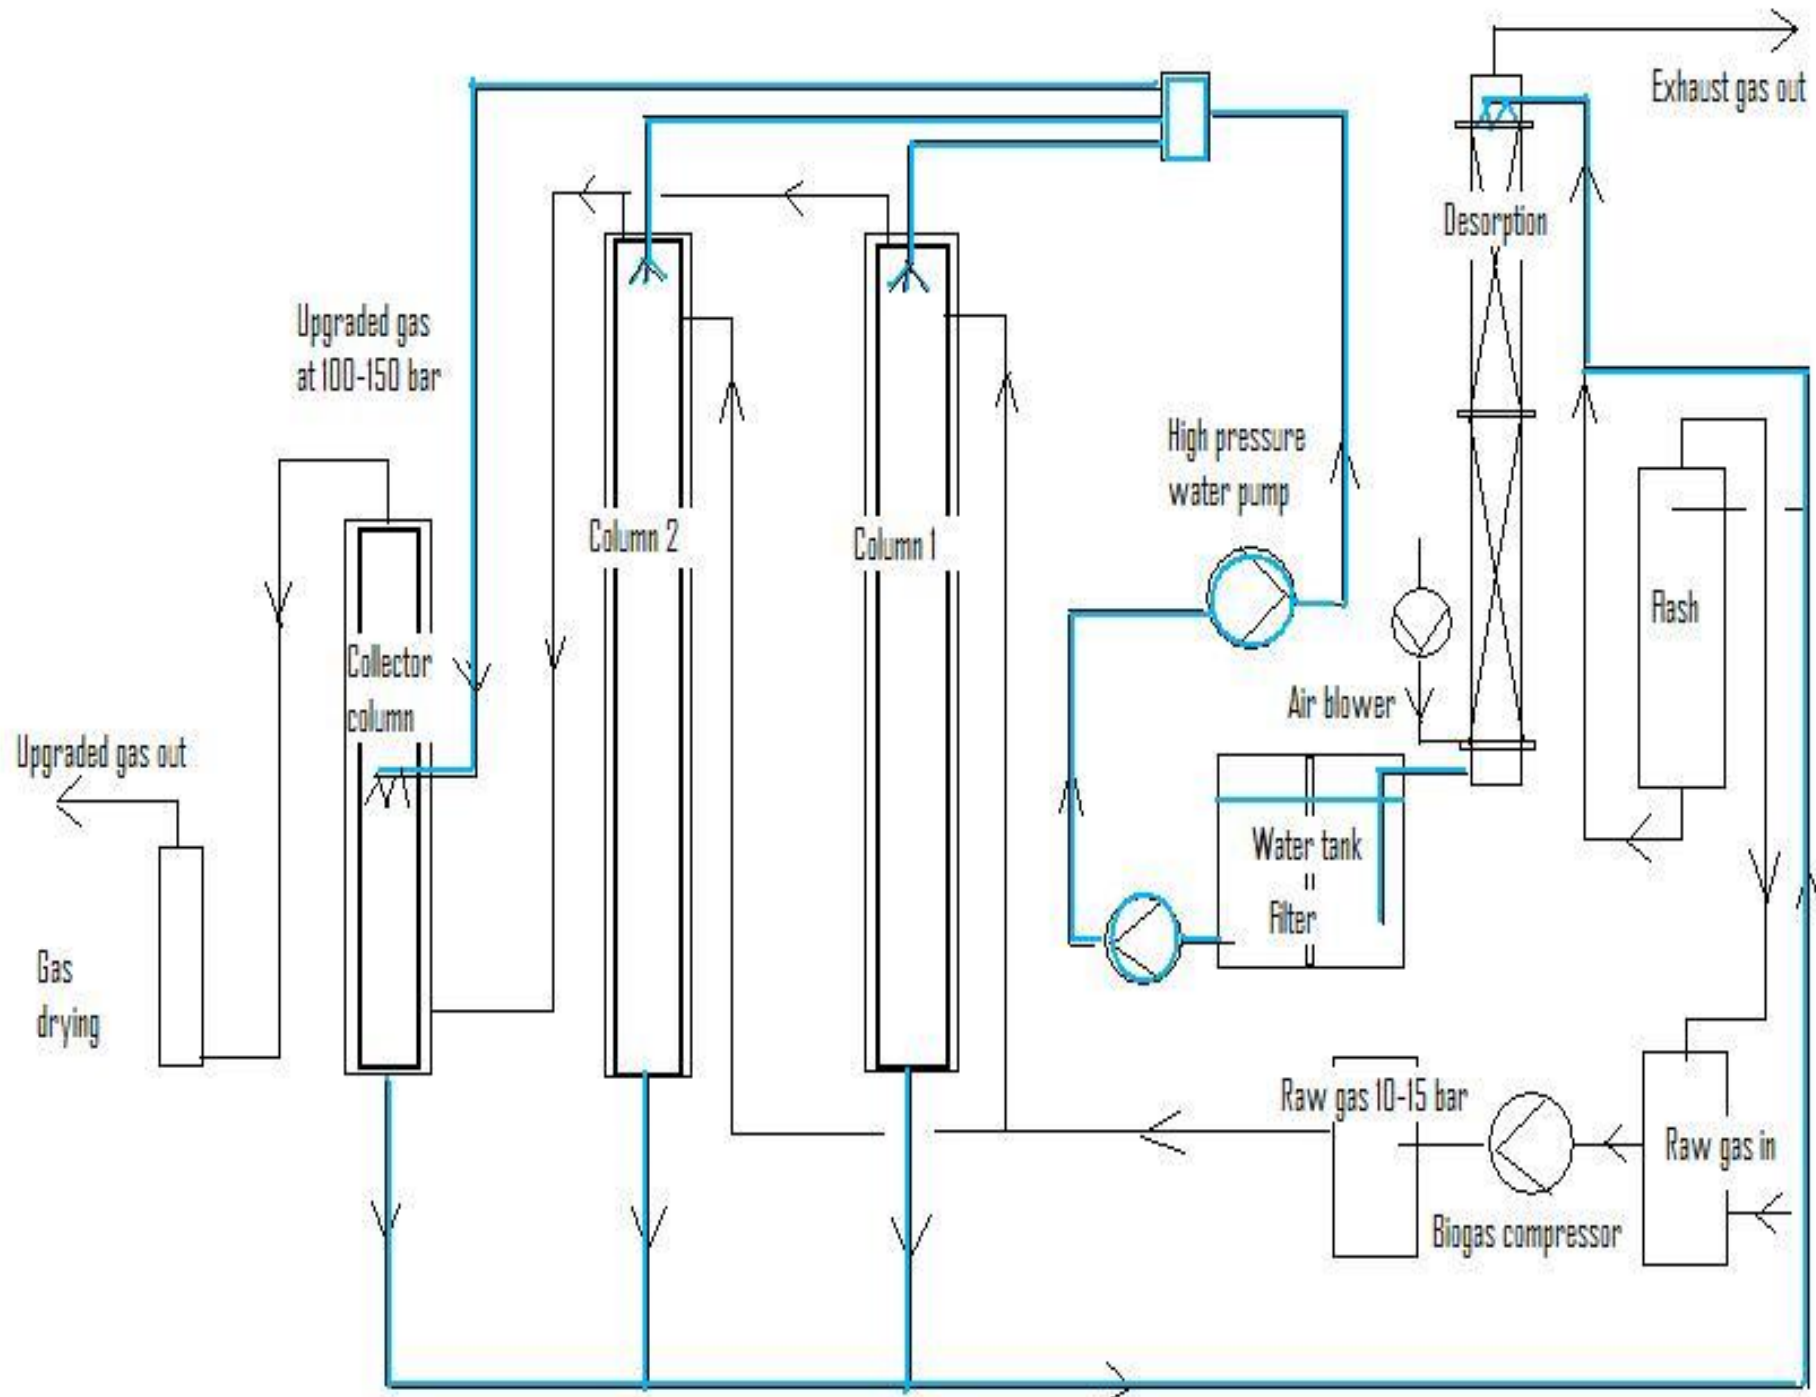 Exhaust gas out
Desorption
Upgraded gas
at 100-150 bar
High pressure
water pump
Column 2
Column 1
Flash
Collector
column
Air blower
Upgraded gas out
Water tank
Filter
Gas
drying
Raw gas 10-15 bar
Raw gas in
Biogas compressor